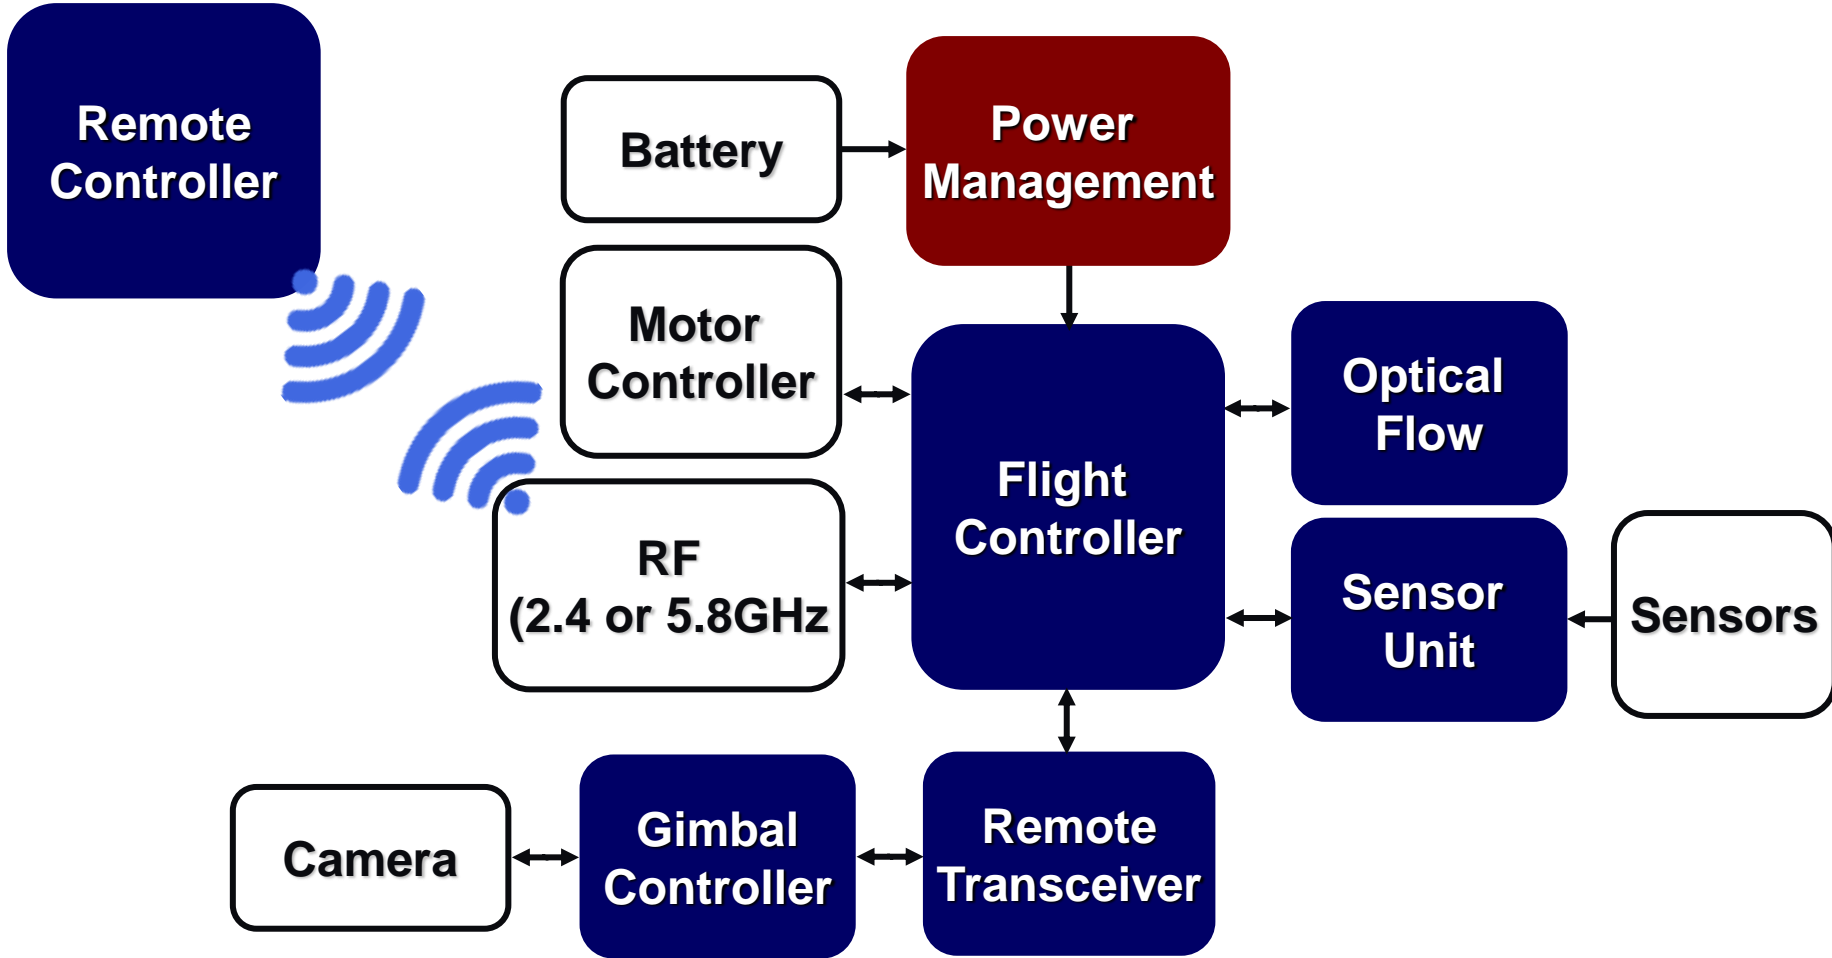 Remote
Controller
Battery
Power
Management
Motor
Controller
Flight
Controller
Optical
Flow
RF
(2.4 or 5.8GHz
Sensor
Unit
Sensors
Camera
Gimbal
Controller
Remote
Transceiver